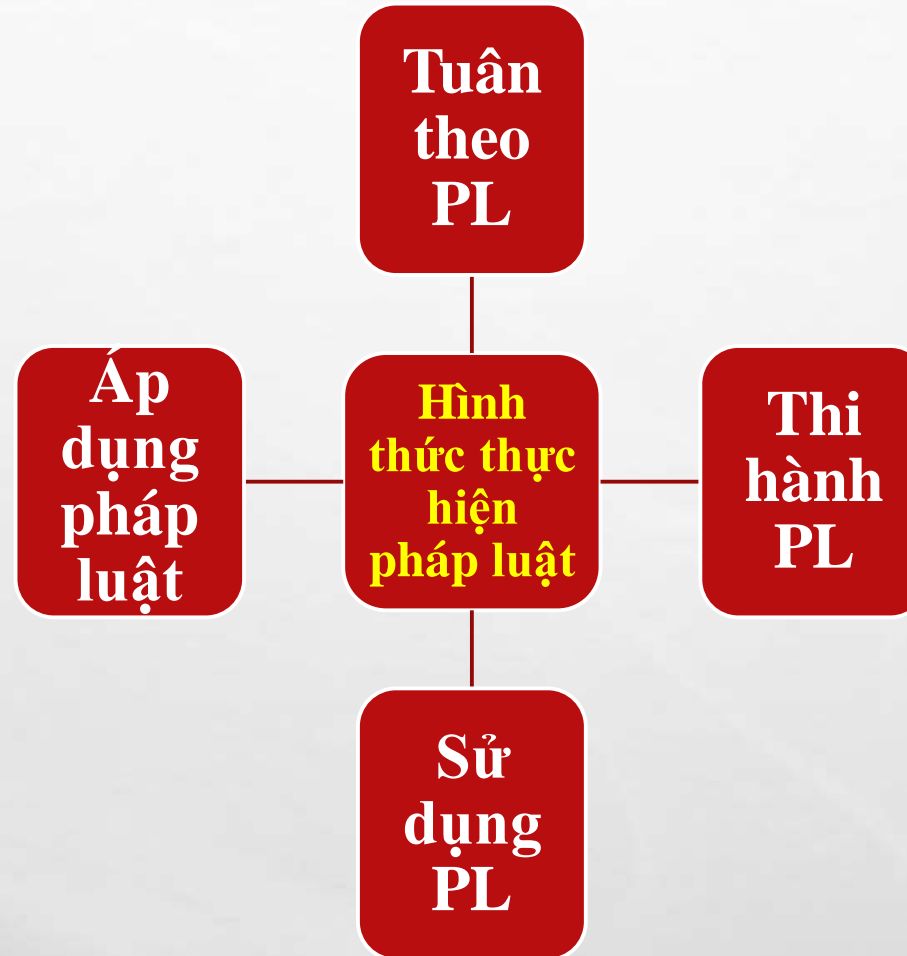 Tuân
theo
PL
Áp
dụng
pháp
luật
Hình
thức thực
hiện
pháp luật
Thi
hành
PL
Sử
dụng
PL